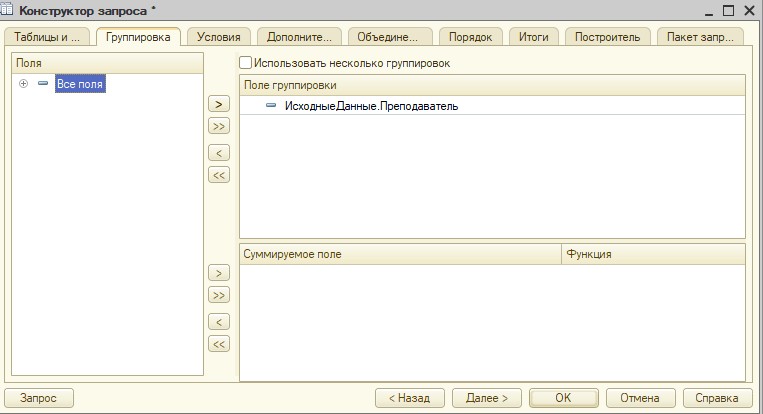 Конструктор запроса *
Таблицы и ... Группировка Условия Дополните... Объедине... Порядок Итоги Построитель Пакет запр...
Поля
Все поля
Использовать несколько группировок
Поле группировки
ИсходныеДанные.Преподаватель
>
>>
<
<<
Суммируемое поле Функция
>
>>
<
<<
Запрос < Назад Далее > OK Отмена Справка